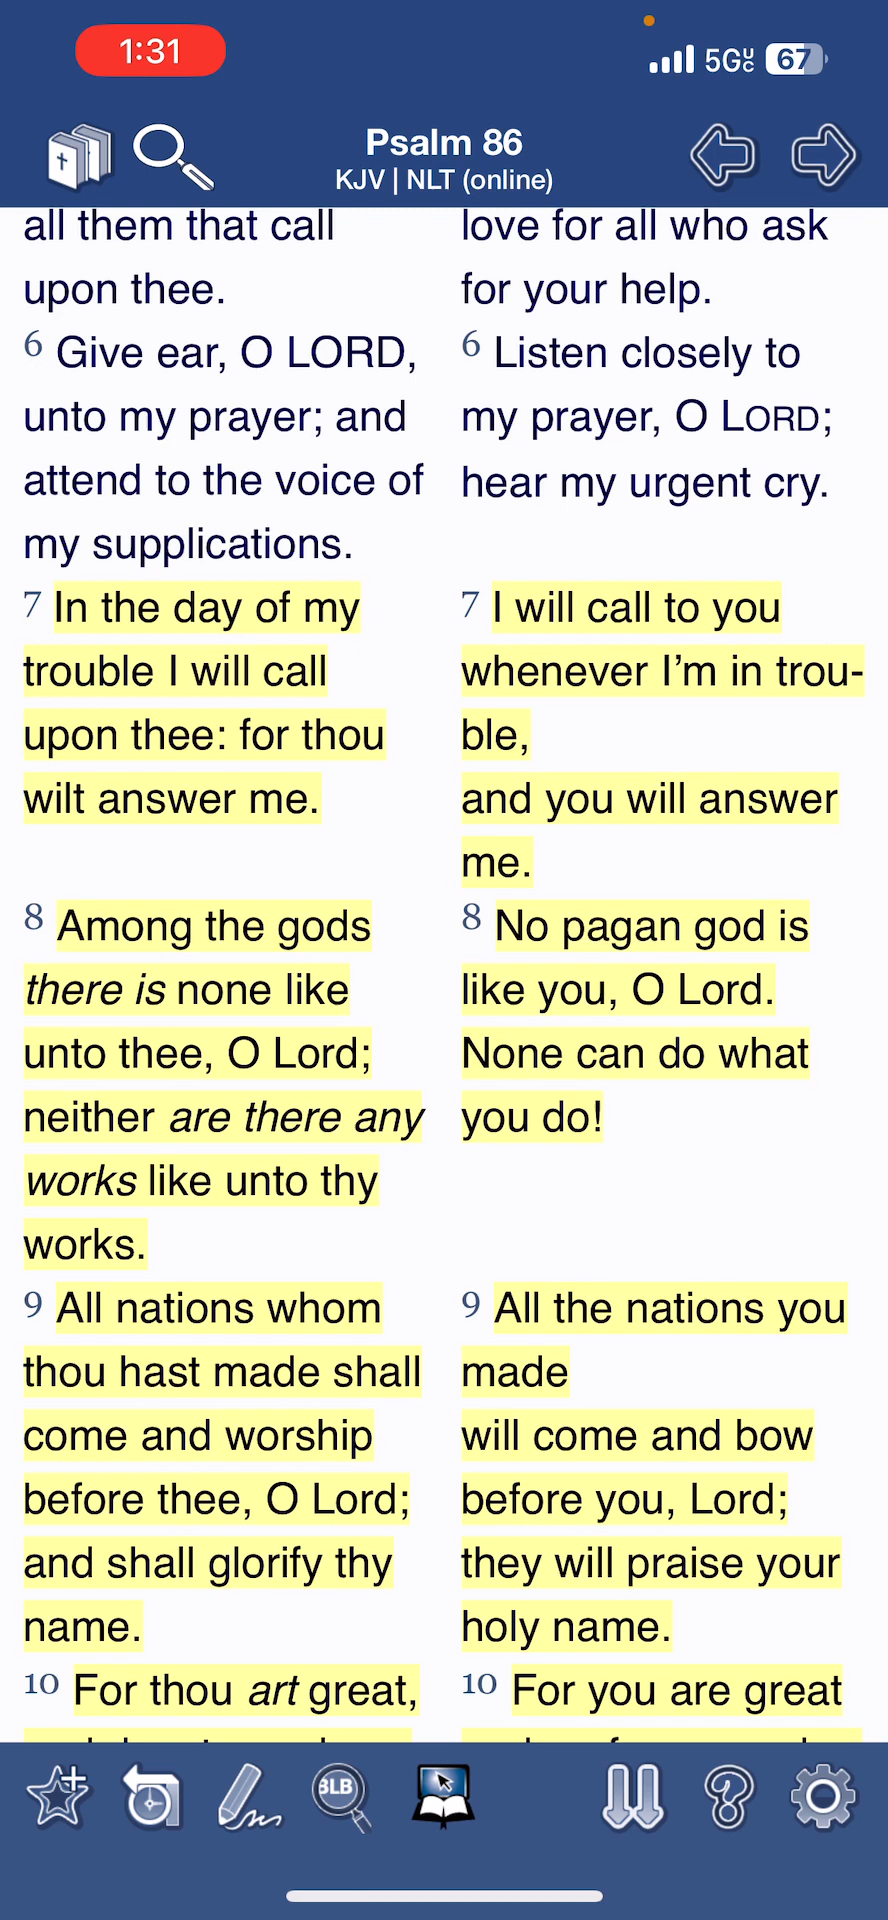 1:31
5GUC 67
Psalm 86
KJV | NLT (online)
all them that call
upon thee.
6 Give ear, O LORD,
unto my prayer; and
attend to the voice of
my supplications.
7 In the day of my
trouble I will call
upon thee: for thou
wilt answer me.
8 Among the gods
there is none like
unto thee, O Lord;
neither are there any
works like unto thy
works.
9 All nations whom
thou hast made shall
come and worship
before thee, O Lord;
and shall glorify thy
name.
10 For thou art great,
love for all who ask
for your help.
6 Listen closely to
my prayer, O LORD;
hear my urgent cry.
7 I will call to you
whenever I’m in trou-
ble,
and you will answer
me.
8 No pagan god is
like you, O Lord.
None can do what
you do!
9 All the nations you
made
will come and bow
before you, Lord;
they will praise your
holy name.
10 For you are great
BLB